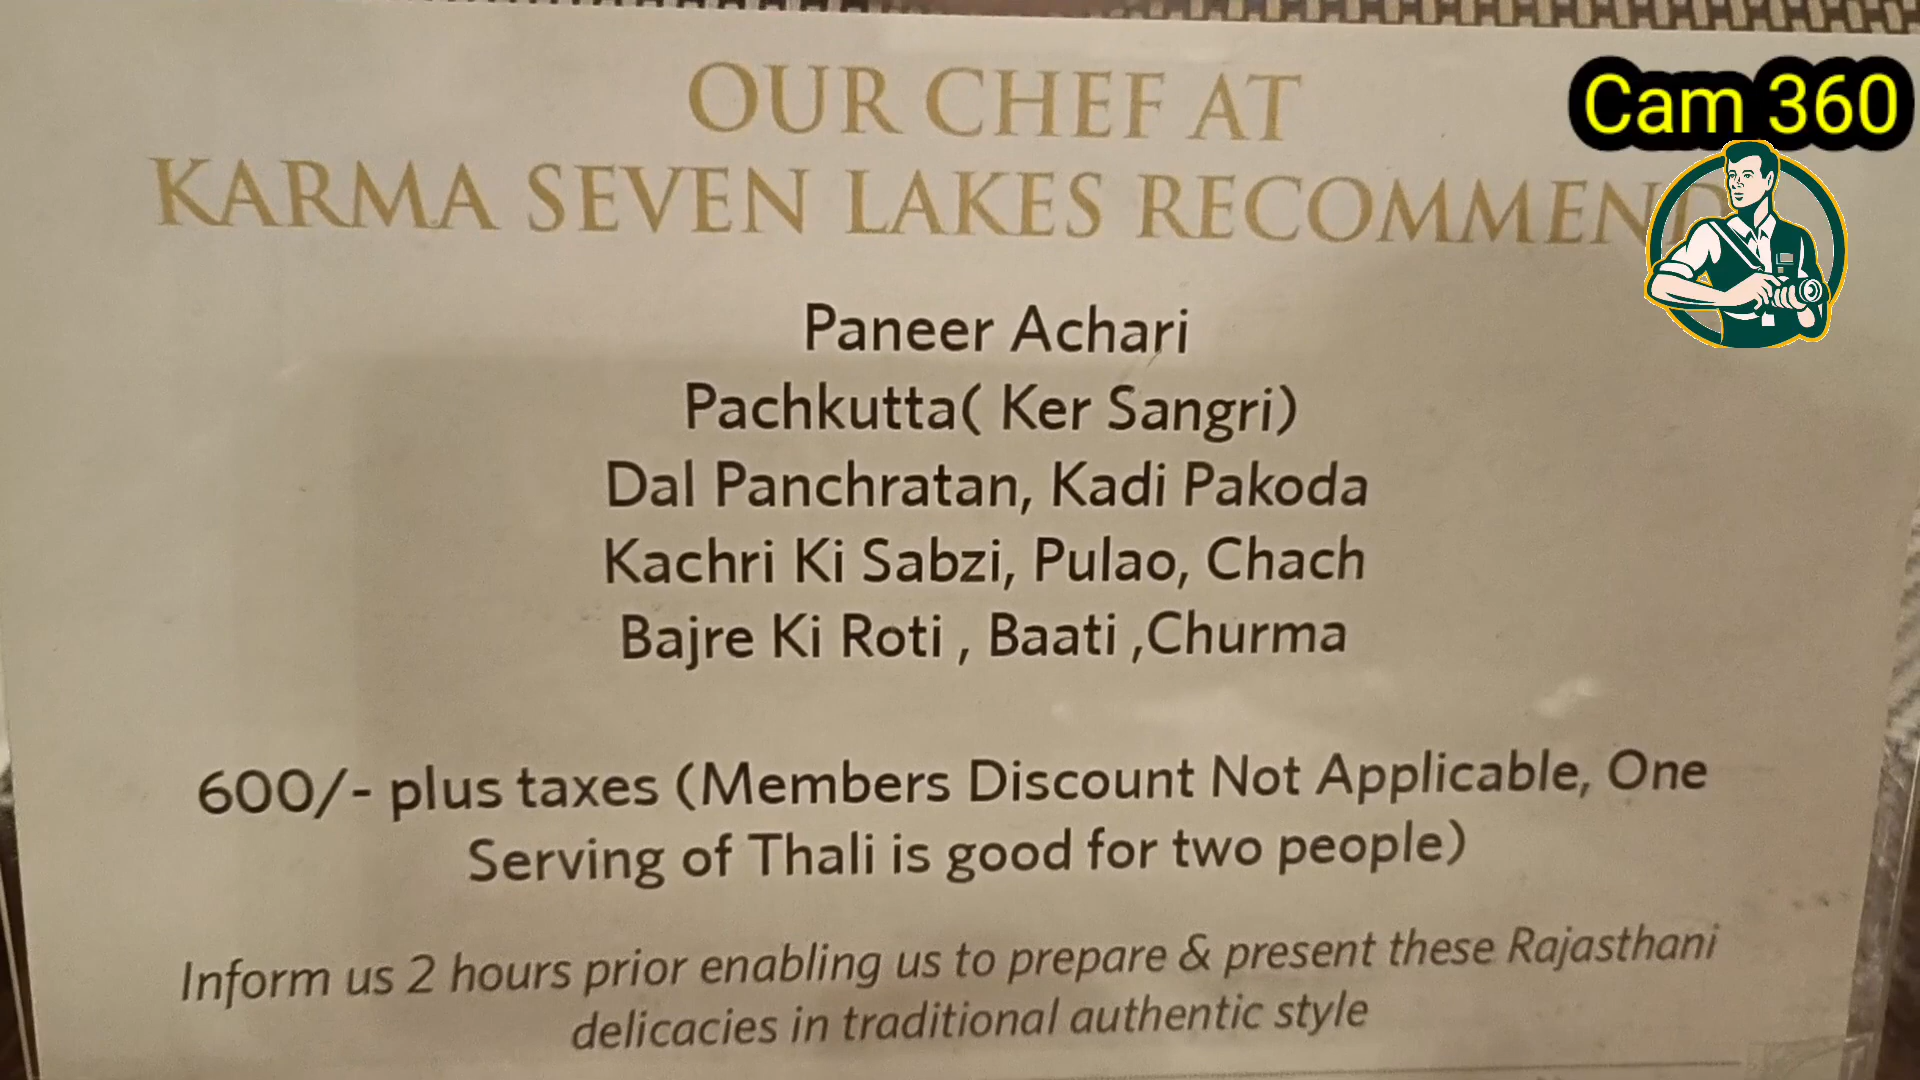 OUR CHEF AT
Cam 360
KARMA SEVEN LAKES RECOMMEND
Paneer Achari
Pachkutta( Ker Sangri)
Dal Panchratan, Kadi Pakoda
Kachri Ki Sabzi, Pulao, Chach
Bajre Ki Roti , Baati ,Churma
600/- plus taxes (Members Discount Not Applicable, One
Serving of Thali is good for two people)
Inform us 2 hours prior enabling us to prepare & present these Rajasthani
delicacies in traditional authentic style